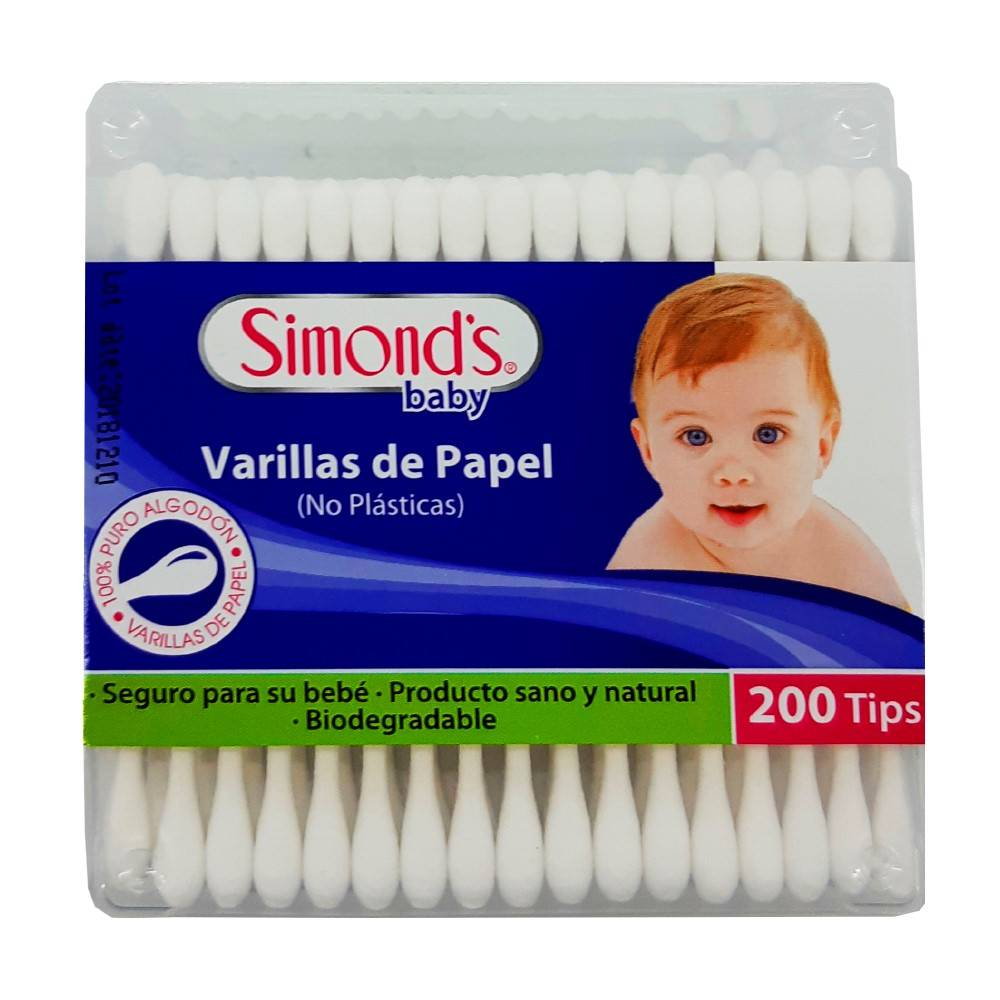 Simond's®
baby
Varillas de Papel
(No Plásticas)
100% PURO ALGODÓN
VARILLAS DE PAPEL
· Seguro para su bebé · Producto sano y natural
· Biodegradable
200 Tips
20181210